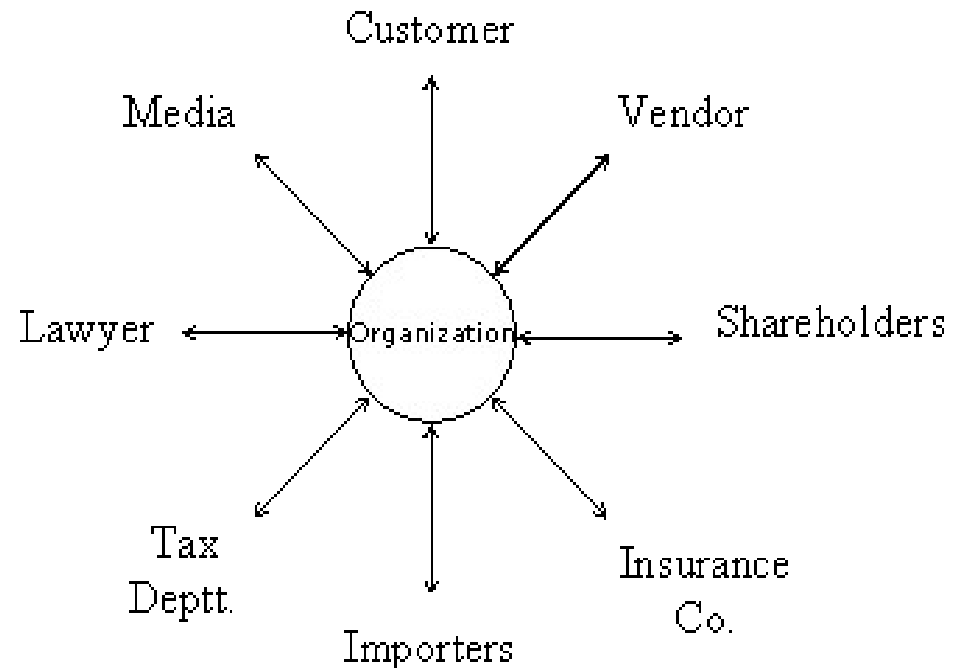 Customer
Media
Vendor
Lawyer
Organization
Shareholders
Tax
Deptt.
Insurance
Co.
Importers